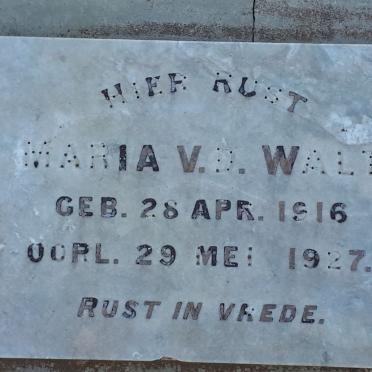 HIER RUST
MARIA V.D. WALT
GEB. 28 APR. 1916
OORL. 29 MEI 1927.
RUST IN VREDE.